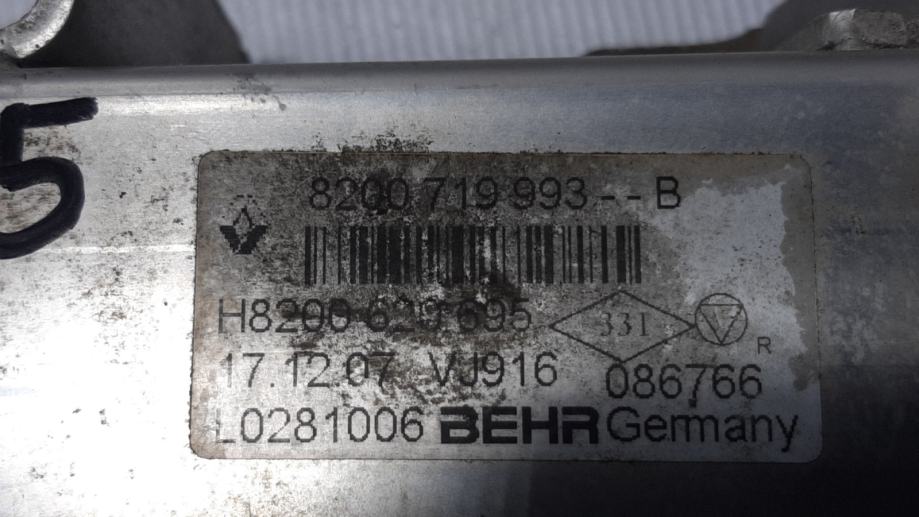 5
8200 719 993--B
H8200 629 695
331
R
17.12.07 VJ916
086766
L0281006 BEHR Germany